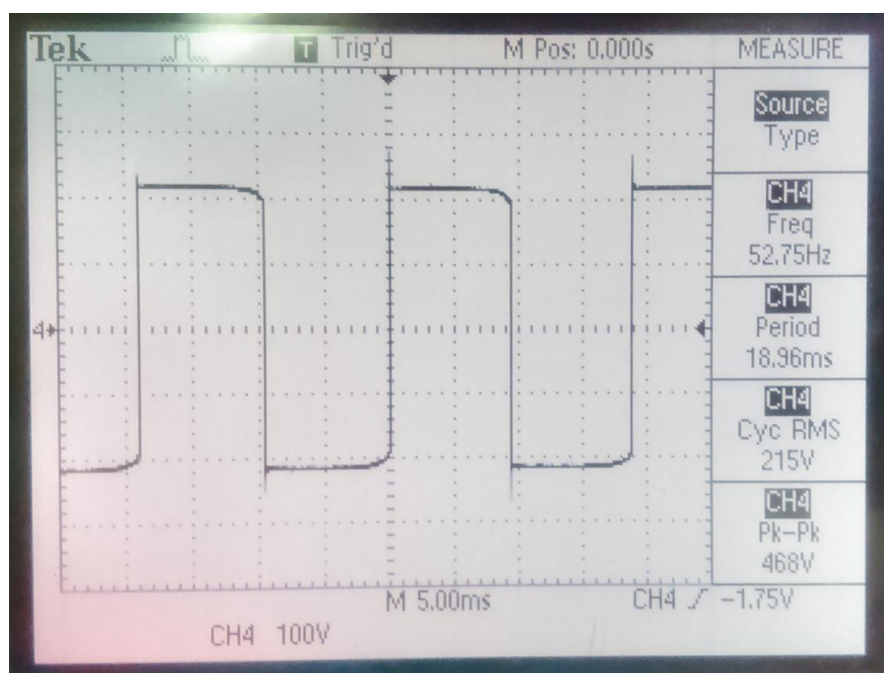 Tek T Trig'd M Pos: 0.000s MEASURE
Source
Type
CH4
Freq
52.75Hz
CH4
Period
18.96ms
CH4
Cyc RMS
215V
CH4
Pk-Pk
468V
4
M 5.00ms CH4 -1.75V
CH4 100V